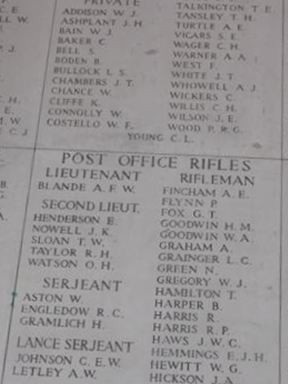 PRIVATE
ADDISON W. J.
ASHPLANT J. H.
BAIN W. J.
BAKER C.
BELL S.
BODEN B.
BULLOCK L. S.
CHAMBERS J. T.
CHANCE W.
CLIFFE K.
CONNOLLY W.
COSTELLO W. F.
TALKINGTON T. E.
TANSLEY T. H.
TURTLE A. E.
VICARS S. E.
WAGER C. H.
WARNER A. A.
WEST F.
WHITE J. T.
WHOWELL A. J.
WICKERS C.
WILLIS C. H.
WILSON J. E.
WOOD P. R. G.
YOUNG C. L.
POST OFFICE RIFLES
LIEUTENANT
BLANDE A. F. W.
SECOND LIEUT.
HENDERSON E.
NOWELL J. K.
SLOAN T. W.
TAYLOR R. H.
WATSON O. H.
SERJEANT
ASTON W.
ENGLEDOW R. C.
GRAMLICH H.
LANCE SERJEANT
JOHNSON C. E. W.
LETLEY A. W.
RIFLEMAN
FINCHAM A. E.
FLYNN P.
FOX G. T.
GOODWIN H. M.
GOODWIN W. A.
GRAHAM A.
GRAINGER L. C.
GREEN N.
GREGORY W. J.
HAMILTON T.
HARPER B.
HARRIS R.
HARRIS R. P.
HAWS J. W. C.
HEMMINGS E. J. H.
HEWITT W. G.
HICKSON J. N.